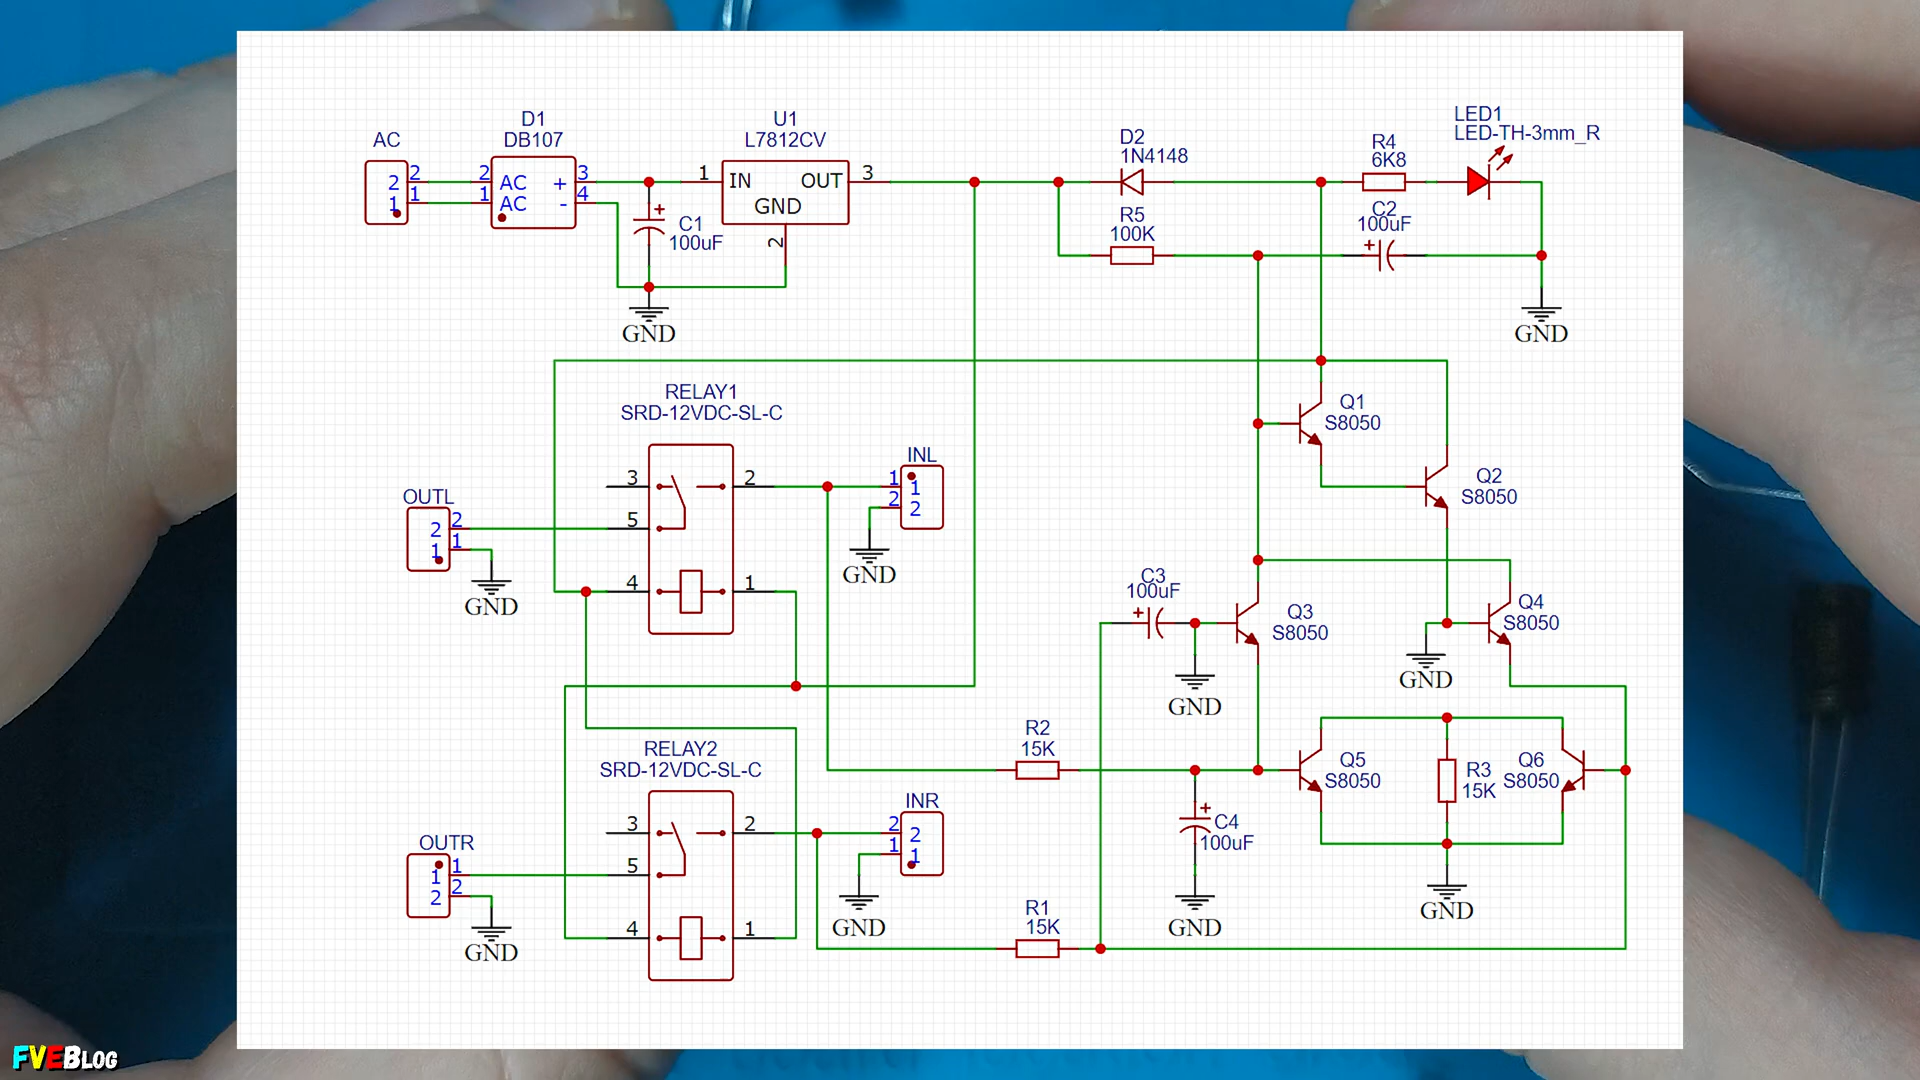 AC
2 2
1 1
D1
DB107
2 AC + 3
1 AC - 4
C1
100uF
U1
L7812CV
1 IN OUT 3
GND
2
GND
D2
1N4148
R5
100K
R4
6K8
LED1
LED-TH-3mm_R
C2
100uF
GND
RELAY1
SRD-12VDC-SL-C
3 2
5
4 1
OUTL
2 2
1 1
GND
INL
1 1
2 2
GND
Q1
S8050
Q2
S8050
C3
100uF
GND
Q3
S8050
Q4
S8050
GND
RELAY2
SRD-12VDC-SL-C
3 2
5
4 1
OUTR
1 1
2 2
GND
INR
2 2
1 1
GND
R2
15K
R1
15K
C4
100uF
GND
Q5
S8050
R3
15K
Q6
S8050
GND
FVEBLOG